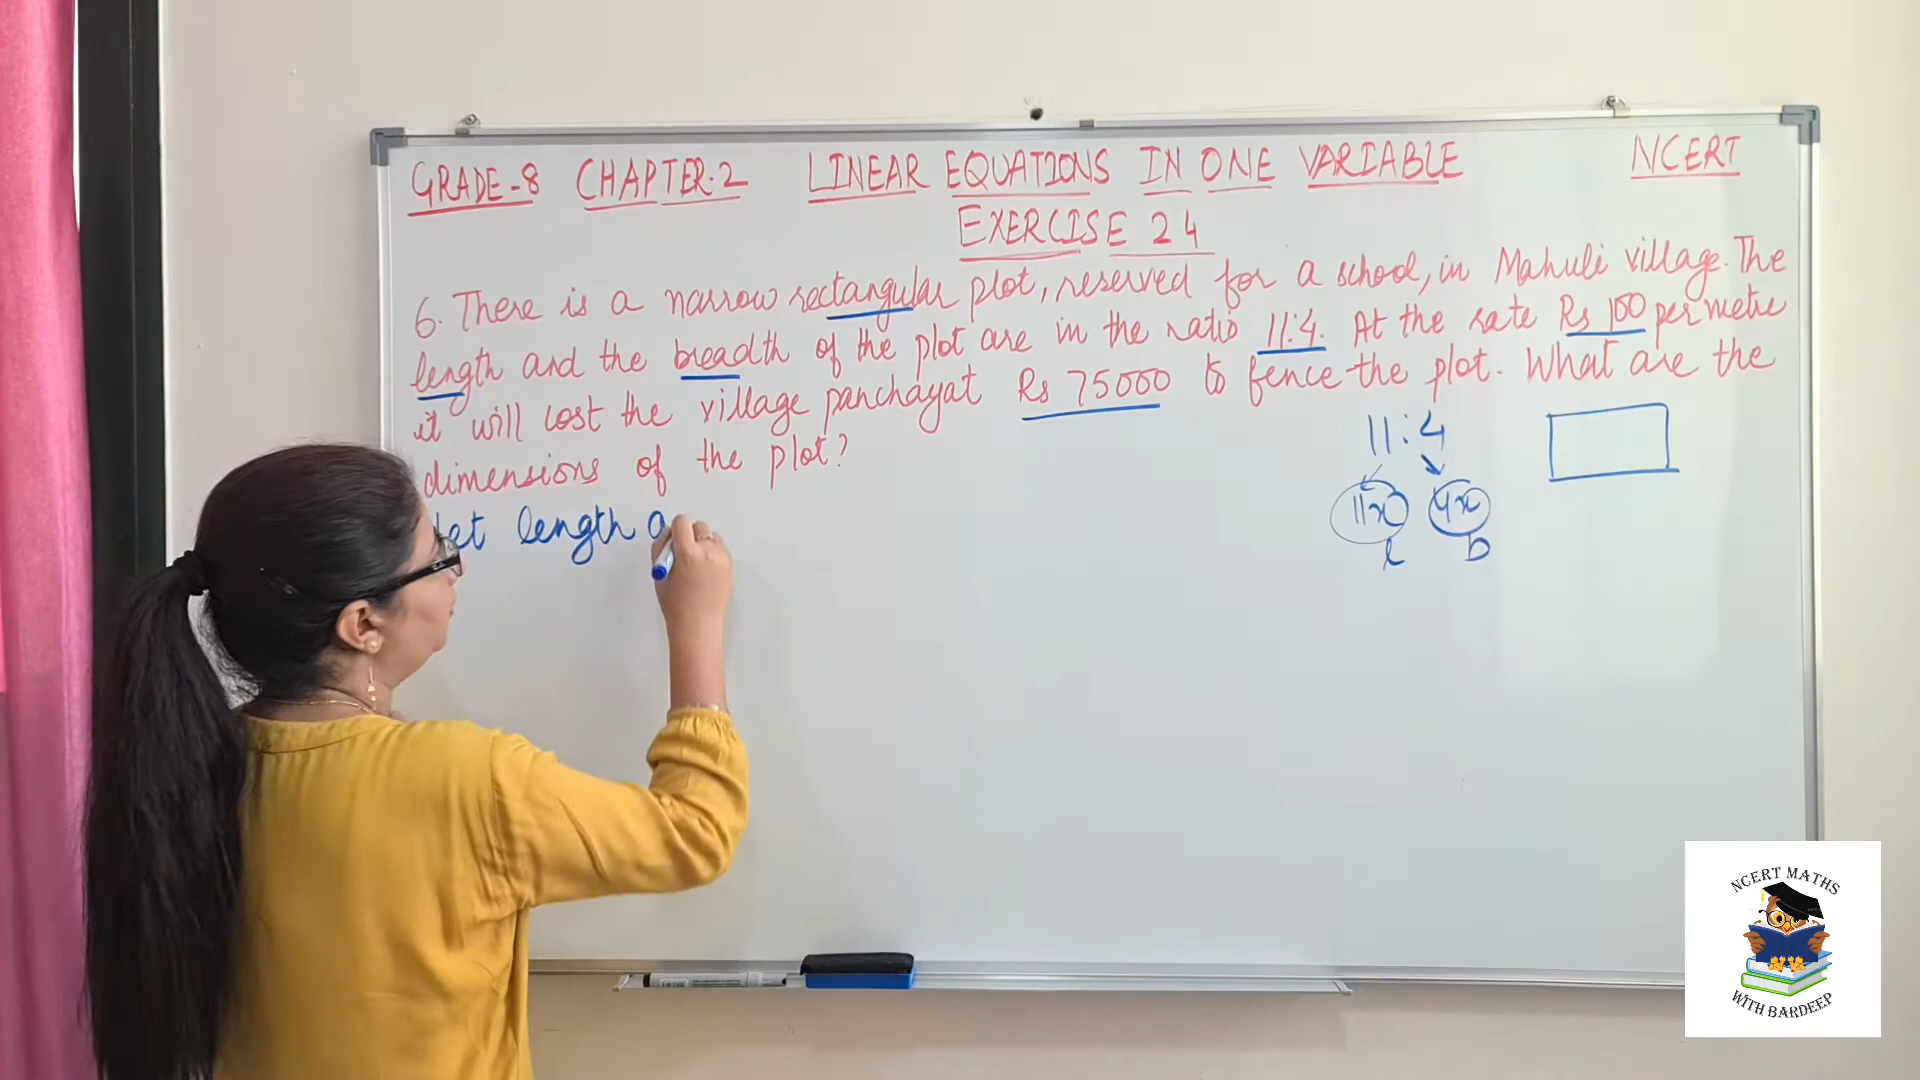 GRADE-8 CHAPTER.2 LINEAR EQUATIONS IN ONE VARIABLE NCERT
EXERCISE 24
6. There is a narrow rectangular plot, reserved for a school, in Mahuli village. The
length and the breadth of the plot are in the ratio 11:4. At the rate Rs 100 per metre
it will cost the village panchayat Rs 75000 to fence the plot. What are the
dimensions of the plot?
11:4
11x 4x
l b
Let length a
NCERT MATHS
WITH BARDEEP